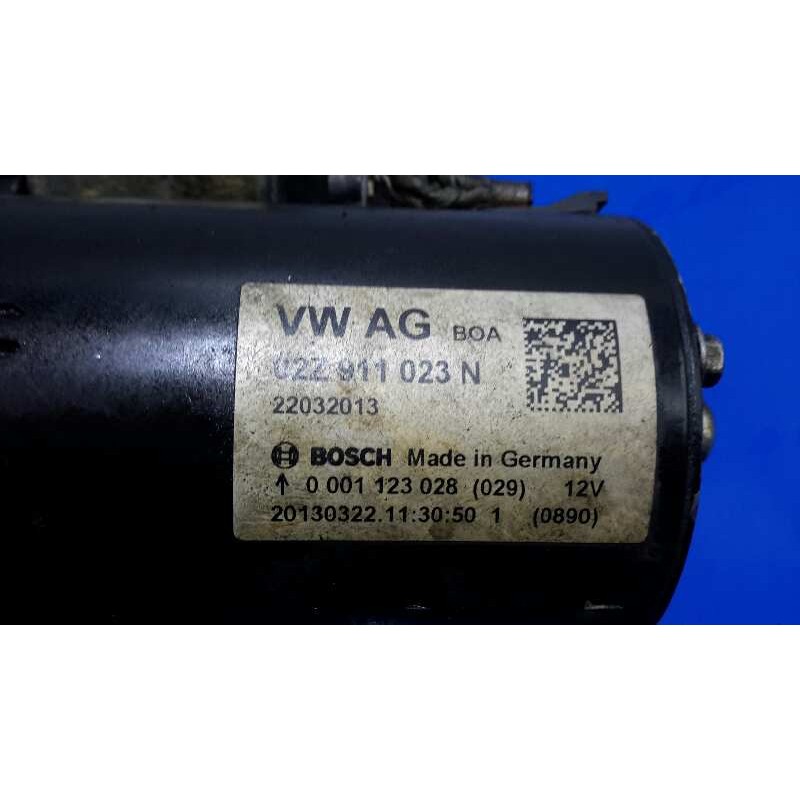 VW AG BOA
02Z 911 023 N
22032013
BOSCH Made in Germany
↑ 0 001 123 028 (029) 12V
20130322.11:30:50 1 (0890)